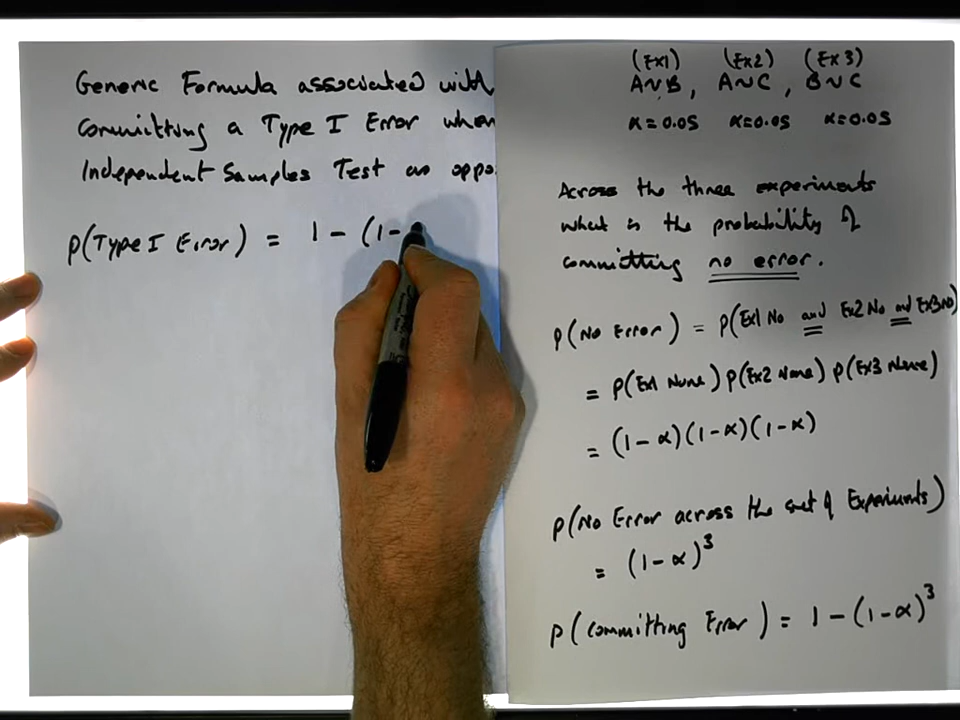 Generic Formula associated with
Committing a Type I Error when
Independent Samples Test as oppo
p(Type I Error) = 1 - (1-
(Ex1) (Ex2) (Ex3)
A~B, A~C, B~C
α=0.05 α=0.05 α=0.05
Across the three experiments
what is the probability of
committing no error.
p(No Error) = p(Ex1 No and Ex2 No and Ex3 No)
= p(Ex1 None) p(Ex2 None) p(Ex3 None)
= (1-α)(1-α)(1-α)
p(No Error across the set of Experiments)
= (1-α)³
p(committing Error) = 1-(1-α)³